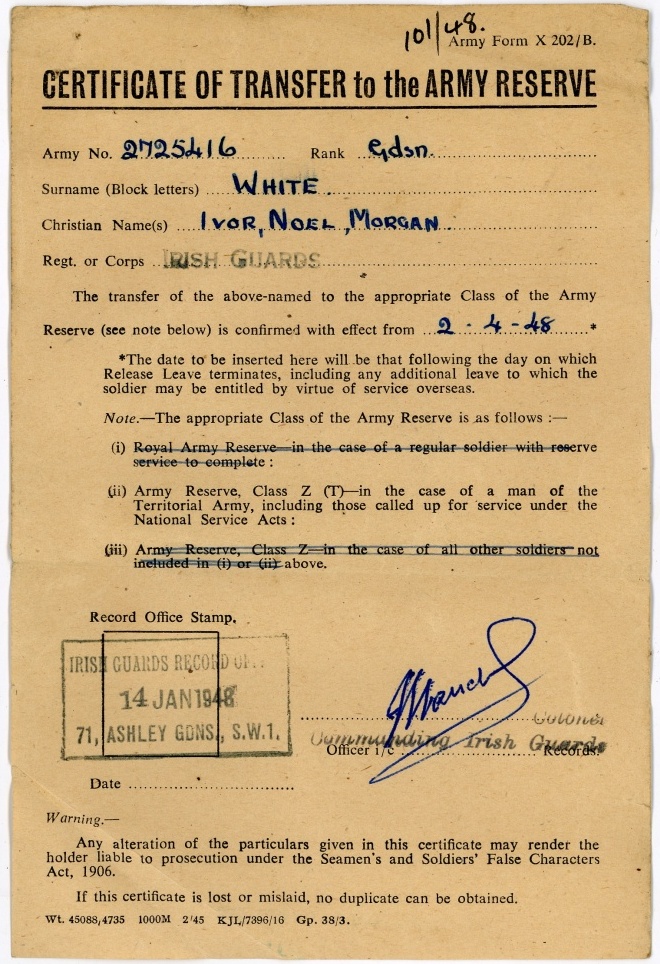 101/48.
Army Form X 202/B.
CERTIFICATE OF TRANSFER to the ARMY RESERVE
Army No. 2725416 Rank Gdsn.
Surname (Block letters) WHITE.
Christian Name(s) IVOR, NOEL, MORGAN.
Regt. or Corps IRISH GUARDS
The transfer of the above-named to the appropriate Class of the Army
Reserve (see note below) is confirmed with effect from 2 - 4 - 48 *
*The date to be inserted here will be that following the day on which
Release Leave terminates, including any additional leave to which the
soldier may be entitled by virtue of service overseas.
Note.—The appropriate Class of the Army Reserve is as follows :—
(i) Royal Army Reserve—in the case of a regular soldier with reserve
service to complete :
(ii) Army Reserve, Class Z (T)—in the case of a man of the
Territorial Army, including those called up for service under the
National Service Acts :
(iii) Army Reserve, Class Z—in the case of all other soldiers not
included in (i) or (ii) above.
Record Office Stamp.
IRISH GUARDS RECORD
14 JAN 1948
71, ASHLEY GDNS., S.W.1.
Colonel
Commanding Irish Guards
Officer i/c Records.
Date
Warning.—
Any alteration of the particulars given in this certificate may render the
holder liable to prosecution under the Seamen's and Soldiers' False Characters
Act, 1906.
If this certificate is lost or mislaid, no duplicate can be obtained.
Wt. 45088/4735 1000M 2/45 KJL/7396/16 Gp. 38/3.